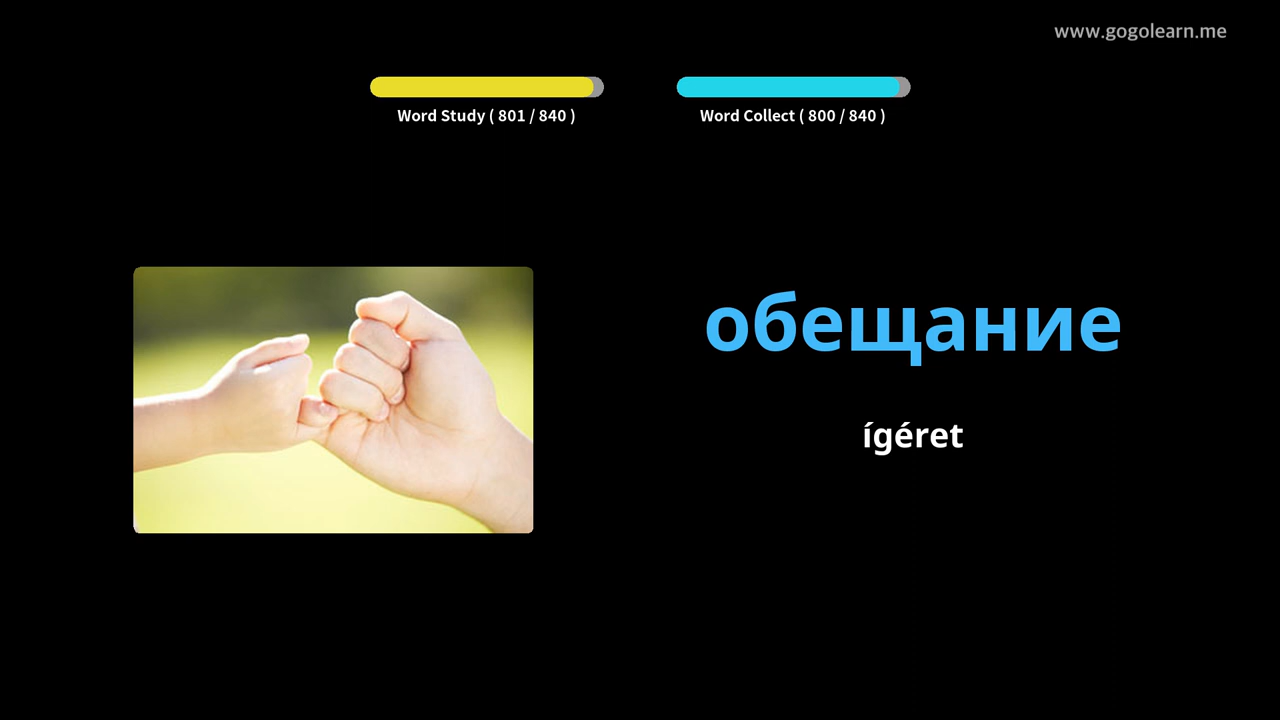 www.gogolearn.me
Word Study ( 801 / 840 )
Word Collect ( 800 / 840 )
обещание
ígéret